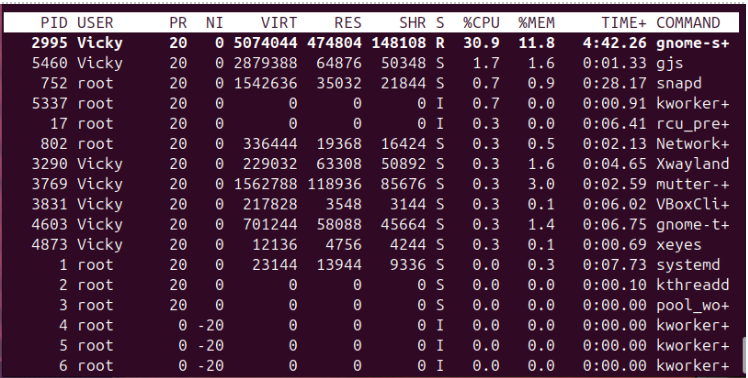 PID USER PR NI VIRT RES SHR S %CPU %MEM TIME+ COMMAND
2995 Vicky 20 0 5074044 474804 148108 R 30.9 11.8 4:42.26 gnome-s+
5460 Vicky 20 0 2879388 64876 50348 S 1.7 1.6 0:01.33 gjs
752 root 20 0 1542636 35032 21844 S 0.7 0.9 0:28.17 snapd
5337 root 20 0 0 0 0 I 0.7 0.0 0:00.91 kworker+
17 root 20 0 0 0 0 I 0.3 0.0 0:06.41 rcu_pre+
802 root 20 0 336444 19368 16424 S 0.3 0.5 0:02.13 Network+
3290 Vicky 20 0 229032 63308 50892 S 0.3 1.6 0:04.65 Xwayland
3769 Vicky 20 0 1562788 118936 85676 S 0.3 3.0 0:02.59 mutter-+
3831 Vicky 20 0 217828 3548 3144 S 0.3 0.1 0:06.02 VBoxCli+
4603 Vicky 20 0 701244 58088 45664 S 0.3 1.4 0:06.75 gnome-t+
4873 Vicky 20 0 12136 4756 4244 S 0.3 0.1 0:00.69 xeyes
1 root 20 0 23144 13944 9336 S 0.0 0.3 0:07.73 systemd
2 root 20 0 0 0 0 S 0.0 0.0 0:00.10 kthreadd
3 root 20 0 0 0 0 S 0.0 0.0 0:00.00 pool_wo+
4 root 0 -20 0 0 0 I 0.0 0.0 0:00.00 kworker+
5 root 0 -20 0 0 0 I 0.0 0.0 0:00.00 kworker+
6 root 0 -20 0 0 0 I 0.0 0.0 0:00.00 kworker+